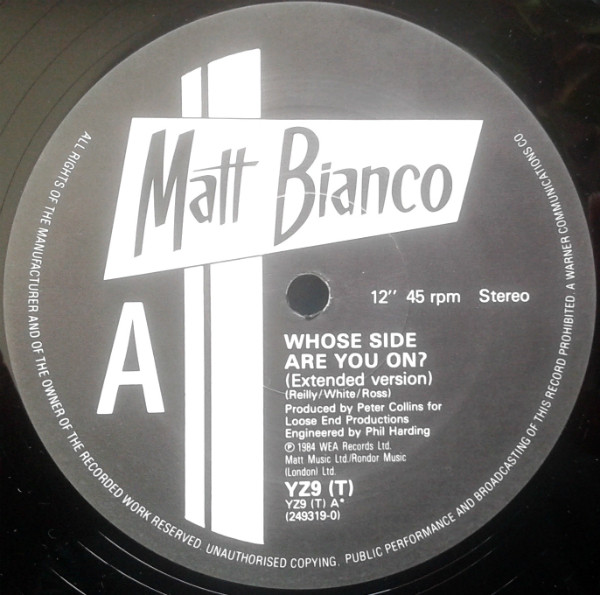 Matt Bianco
A
12" 45 rpm Stereo
WHOSE SIDE
ARE YOU ON?
(Extended version)
(Reilly/White/Ross)
Produced by Peter Collins for
Loose End Productions
Engineered by Phil Harding
℗ 1984 WEA Records Ltd.
Matt Music Ltd./Rondor Music
(London) Ltd.
YZ9 (T)
YZ9 (T) A*
(249319-0)
ALL RIGHTS OF THE MANUFACTURER AND OF THE OWNER OF THE RECORDED WORK RESERVED. UNAUTHORISED COPYING, PUBLIC PERFORMANCE AND BROADCASTING OF THIS RECORD PROHIBITED. A WARNER COMMUNICATIONS CO